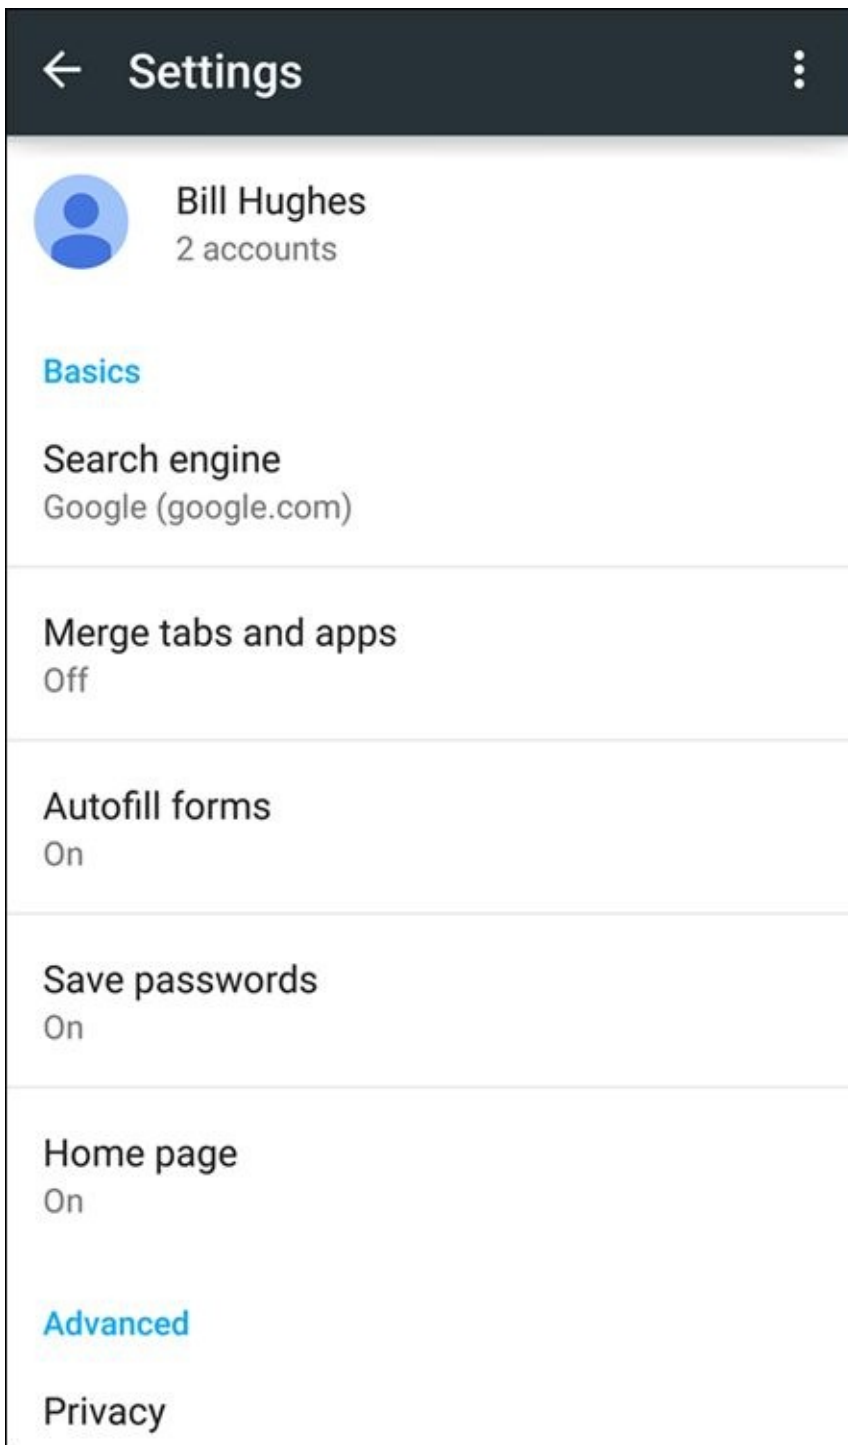 Settings
Bill Hughes
2 accounts
Basics
Search engine
Google (google.com)
Merge tabs and apps
Off
Autofill forms
On
Save passwords
On
Home page
On
Advanced
Privacy